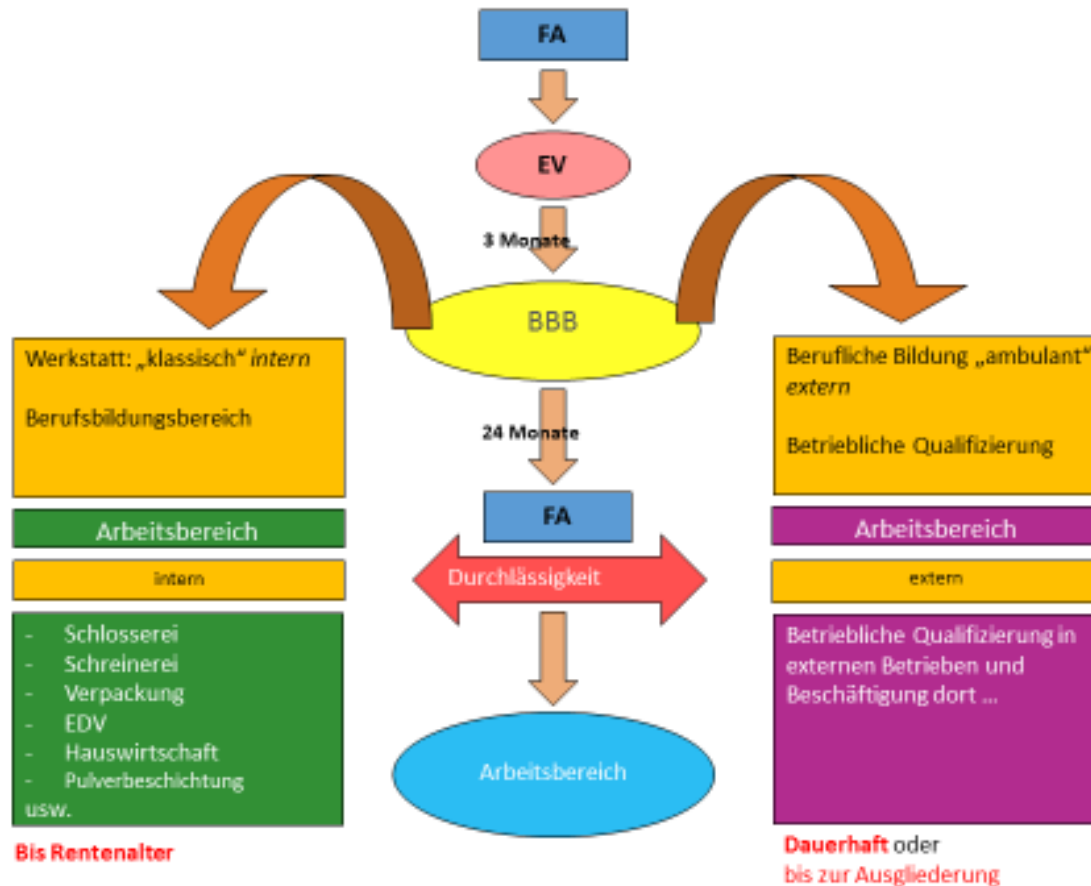 FA
EV
3 Monate
BBB
24 Monate
FA
Durchlässigkeit
Arbeitsbereich
Werkstatt: „klassisch“ intern
Berufsbildungsbereich
Arbeitsbereich
intern
- Schlosserei
- Schreinerei
- Verpackung
- EDV
- Hauswirtschaft
- Pulverbeschichtung
usw.
Bis Rentenalter
Berufliche Bildung „ambulant“
extern
Betriebliche Qualifizierung
Arbeitsbereich
extern
Betriebliche Qualifizierung in
externen Betrieben und
Beschäftigung dort ...
Dauerhaft oder
bis zur Ausgliederung